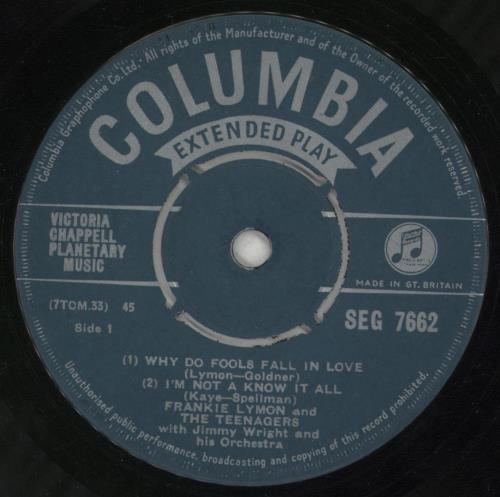 Columbia Graphophone Co. Ltd. All rights of the Manufacturer and of the Owner of the recorded work reserved.
COLUMBIA
EXTENDED PLAY
VICTORIA
CHAPPELL
PLANETARY
MUSIC
MADE IN GT. BRITAIN
(7TCM.33) 45
Side 1
SEG 7662
(1) WHY DO FOOLS FALL IN LOVE
(Lymon-Goldner)
(2) I'M NOT A KNOW IT ALL
(Kaye-Spellman)
FRANKIE LYMON and
THE TEENAGERS
with Jimmy Wright and
his Orchestra
Unauthorised public performance, broadcasting and copying of this record prohibited.